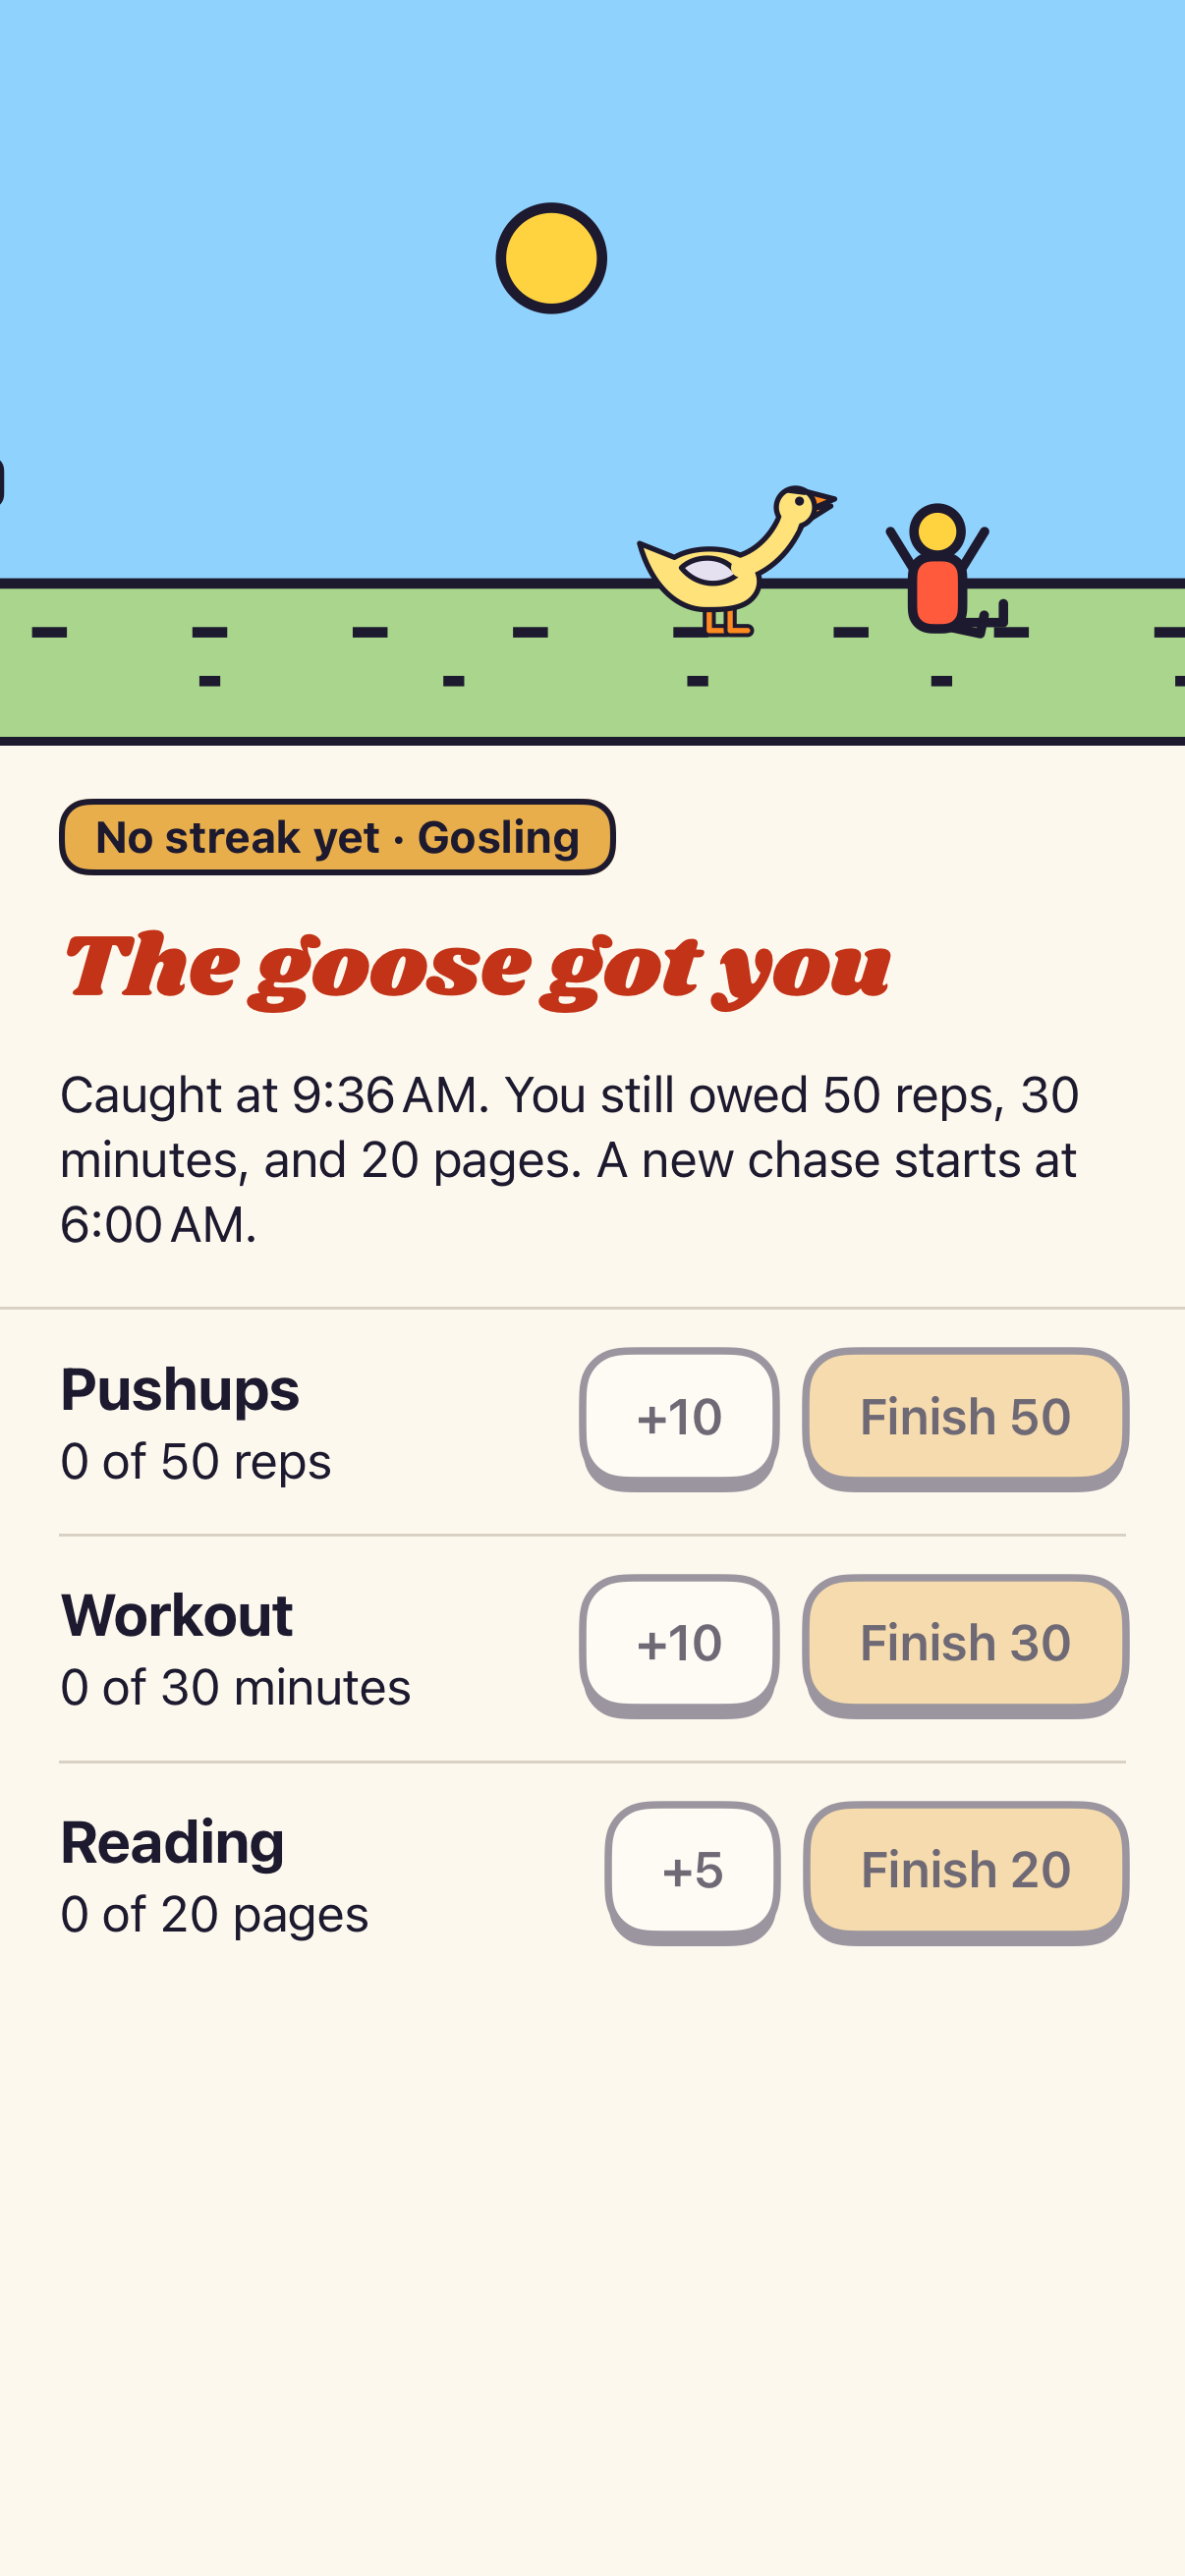 No streak yet · Gosling
The goose got you
Caught at 9:36 AM. You still owed 50 reps, 30
minutes, and 20 pages. A new chase starts at
6:00 AM.
Pushups
0 of 50 reps
+10
Finish 50
Workout
0 of 30 minutes
+10
Finish 30
Reading
0 of 20 pages
+5
Finish 20